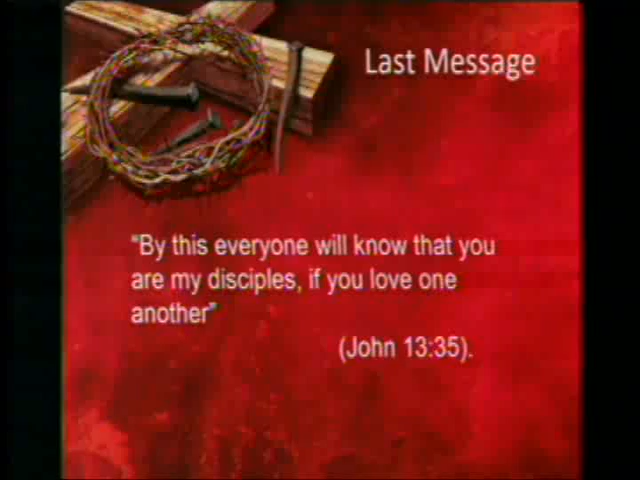 Last Message
“By this everyone will know that you
are my disciples, if you love one
another”
(John 13:35).